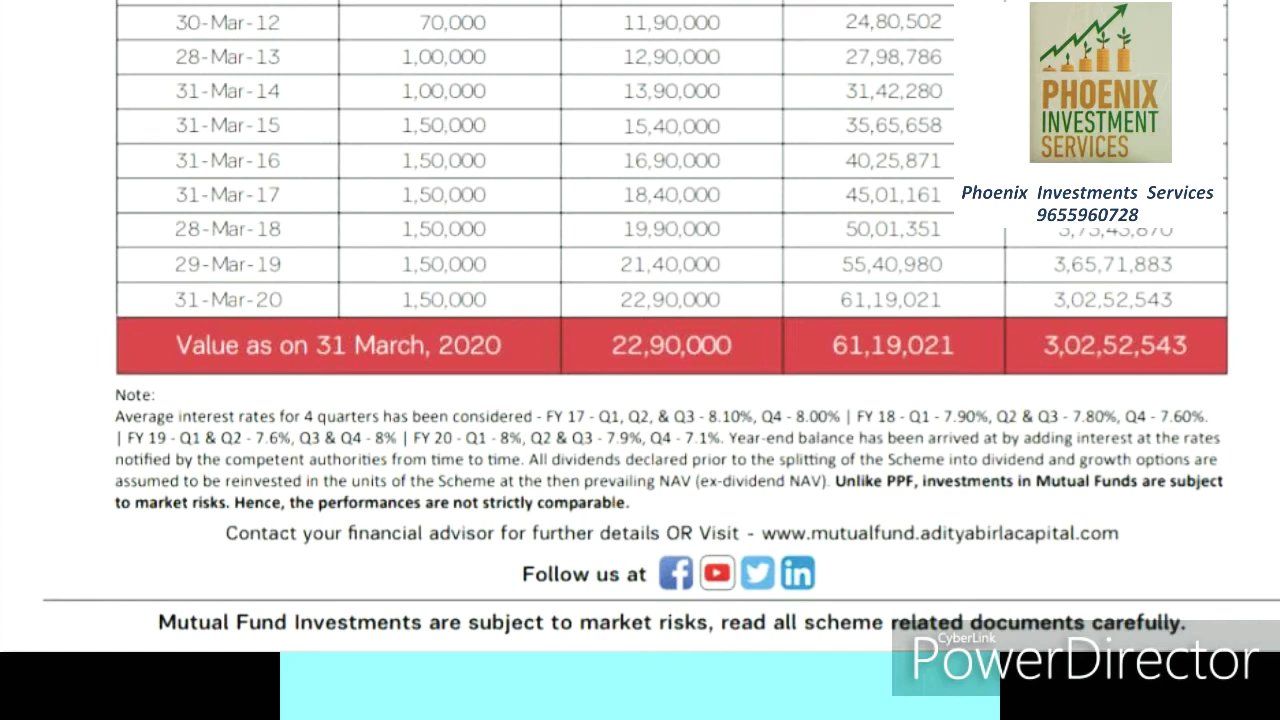 30-Mar-12 70,000 11,90,000 24,80,502
28-Mar-13 1,00,000 12,90,000 27,98,786
31-Mar-14 1,00,000 13,90,000 31,42,280
31-Mar-15 1,50,000 15,40,000 35,65,658
31-Mar-16 1,50,000 16,90,000 40,25,871
31-Mar-17 1,50,000 18,40,000 45,01,161
28-Mar-18 1,50,000 19,90,000 50,01,351
29-Mar-19 1,50,000 21,40,000 55,40,980 3,65,71,883
31-Mar-20 1,50,000 22,90,000 61,19,021 3,02,52,543
Value as on 31 March, 2020 22,90,000 61,19,021 3,02,52,543
PHOENIX
INVESTMENT
SERVICES
Phoenix Investments Services
9655960728
Note:
Average interest rates for 4 quarters has been considered - FY 17 - Q1, Q2, & Q3 - 8.10%, Q4 - 8.00% | FY 18 - Q1 - 7.90%, Q2 & Q3 - 7.80%, Q4 - 7.60%.
| FY 19 - Q1 & Q2 - 7.6%, Q3 & Q4 - 8% | FY 20 - Q1 - 8%, Q2 & Q3 - 7.9%, Q4 - 7.1%. Year-end balance has been arrived at by adding interest at the rates
notified by the competent authorities from time to time. All dividends declared prior to the splitting of the Scheme into dividend and growth options are
assumed to be reinvested in the units of the Scheme at the then prevailing NAV (ex-dividend NAV). Unlike PPF, investments in Mutual Funds are subject
to market risks. Hence, the performances are not strictly comparable.
Contact your financial advisor for further details OR Visit - www.mutualfund.adityabirlacapital.com
Follow us at
Mutual Fund Investments are subject to market risks, read all scheme related documents carefully.
CyberLink
PowerDirector